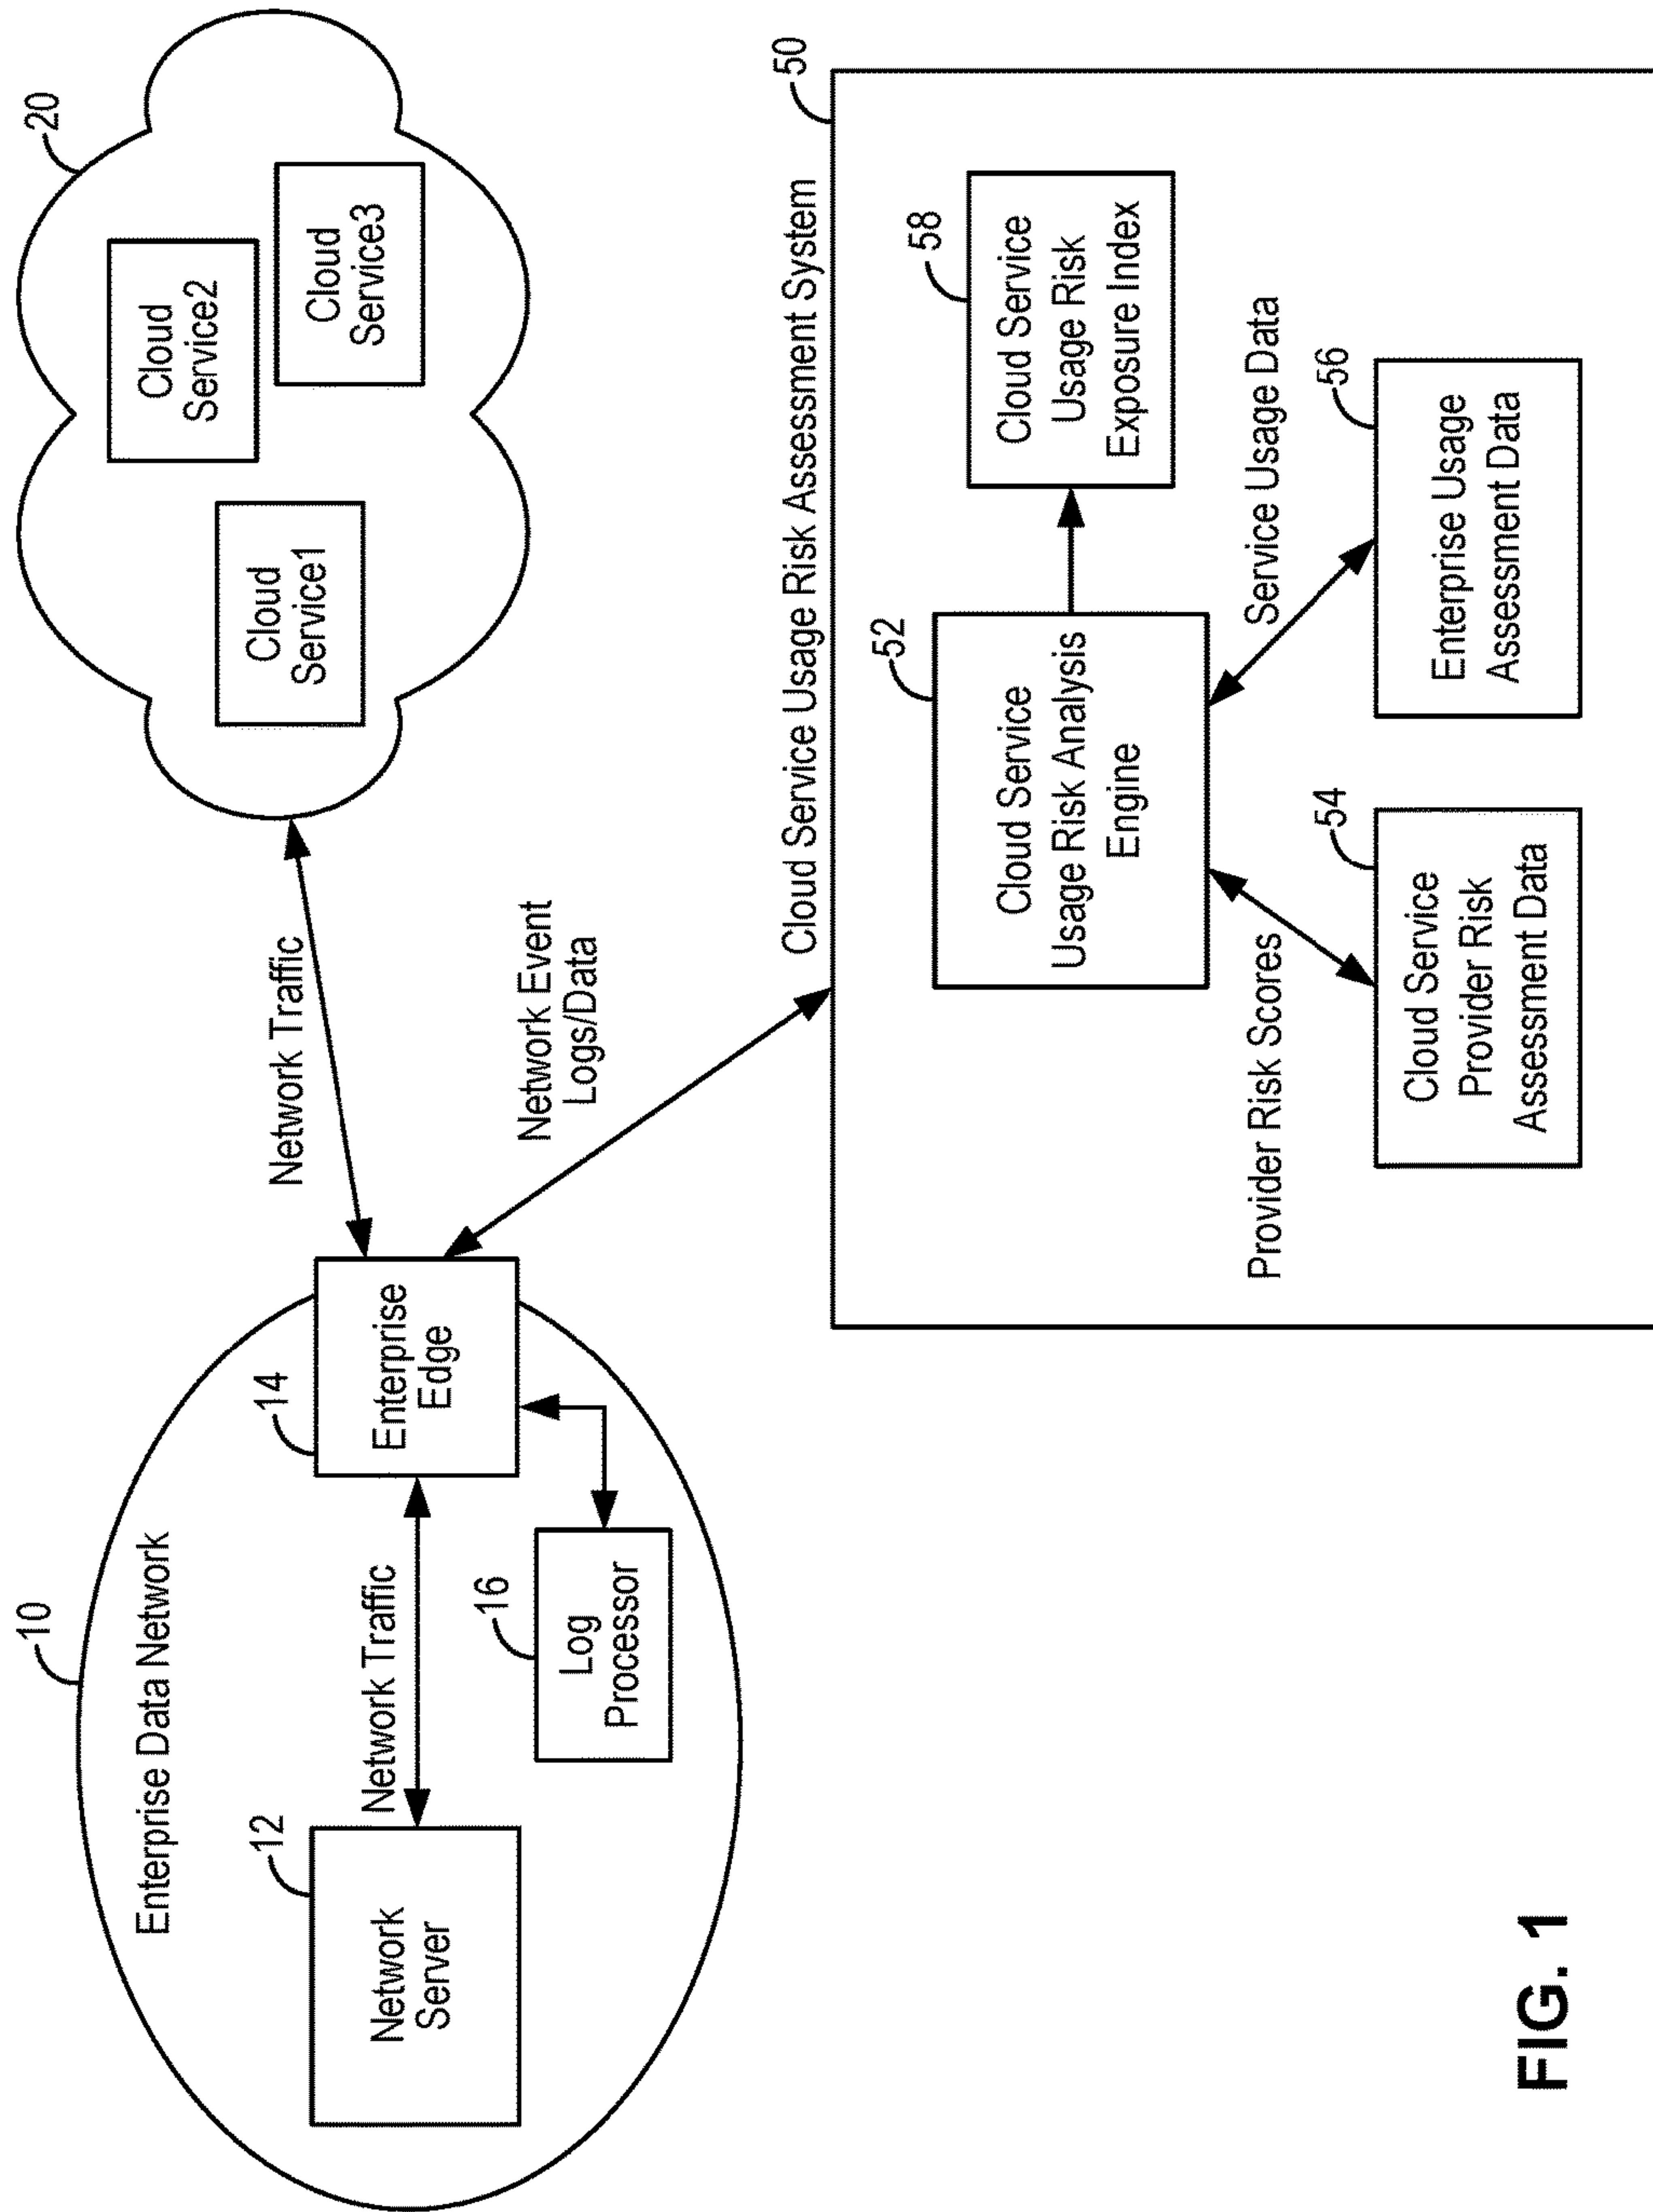 10
Enterprise Data Network
12
Network
Server
Network Traffic
14
Enterprise
Edge
16
Log
Processor
Network Traffic
20
Cloud
Service1
Cloud
Service2
Cloud
Service3
Network Event
Logs/Data
Cloud Service Usage Risk Assessment System
50
52
Cloud Service
Usage Risk Analysis
Engine
58
Cloud Service
Usage Risk
Exposure Index
Provider Risk Scores
Service Usage Data
54
Cloud Service
Provider Risk
Assessment Data
56
Enterprise Usage
Assessment Data
FIG. 1